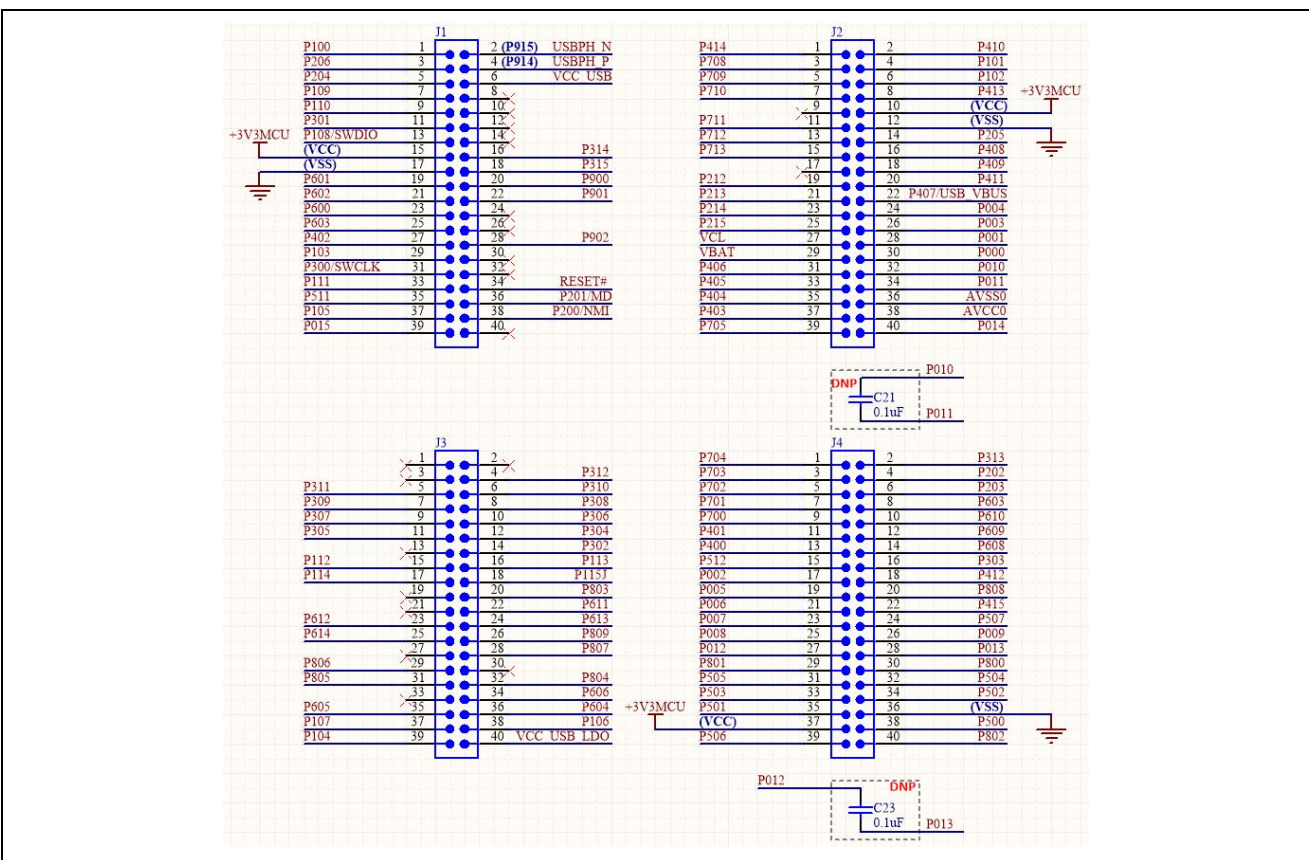 J1
P100 1 2 (P915) USBPH_N
P206 3 4 (P914) USBPH_P
P204 5 6 VCC_USB
P109 7 8
P110 9 10
P301 11 12
P108/SWDIO 13 14
+3V3MCU
(VCC) 15 16 P314
(VSS) 17 18 P315
P601 19 20 P900
P602 21 22 P901
P600 23 24
P603 25 26
P402 27 28 P902
P103 29 30
P300/SWCLK 31 32
P111 33 34 RESET#
P511 35 36 P201/MD
P105 37 38 P200/NMI
P015 39 40
J2
P414 1 2 P410
P708 3 4 P101
P709 5 6 P102
P710 7 8 P413
+3V3MCU
9 10 (VCC)
P711 11 12 (VSS)
P712 13 14 P205
P713 15 16 P408
17 18 P409
P212 19 20 P411
P213 21 22 P407/USB_VBUS
P214 23 24 P004
P215 25 26 P003
VCL 27 28 P001
VBAT 29 30 P000
P406 31 32 P010
P405 33 34 P011
P404 35 36 AVSS0
P403 37 38 AVCC0
P705 39 40 P014
P010
DNP
C21
0.1uF
P011
J3
1 2
3 4 P312
P311 5 6 P310
P309 7 8 P308
P307 9 10 P306
P305 11 12 P304
13 14 P302
P112 15 16 P113
P114 17 18 P115J
19 20 P803
21 22 P611
P612 23 24 P613
P614 25 26 P809
27 28 P807
P806 29 30
P805 31 32 P804
33 34 P606
P605 35 36 P604
P107 37 38 P106
P104 39 40 VCC_USB_LDO
J4
P704 1 2 P313
P703 3 4 P202
P702 5 6 P203
P701 7 8 P603
P700 9 10 P610
P401 11 12 P609
P400 13 14 P608
P512 15 16 P303
P002 17 18 P412
P005 19 20 P808
P006 21 22 P415
P007 23 24 P507
P008 25 26 P009
P012 27 28 P013
P801 29 30 P800
P505 31 32 P504
P503 33 34 P502
+3V3MCU
P501 35 36 (VSS)
(VCC) 37 38 P500
P506 39 40 P802
P012
DNP
C23
0.1uF
P013